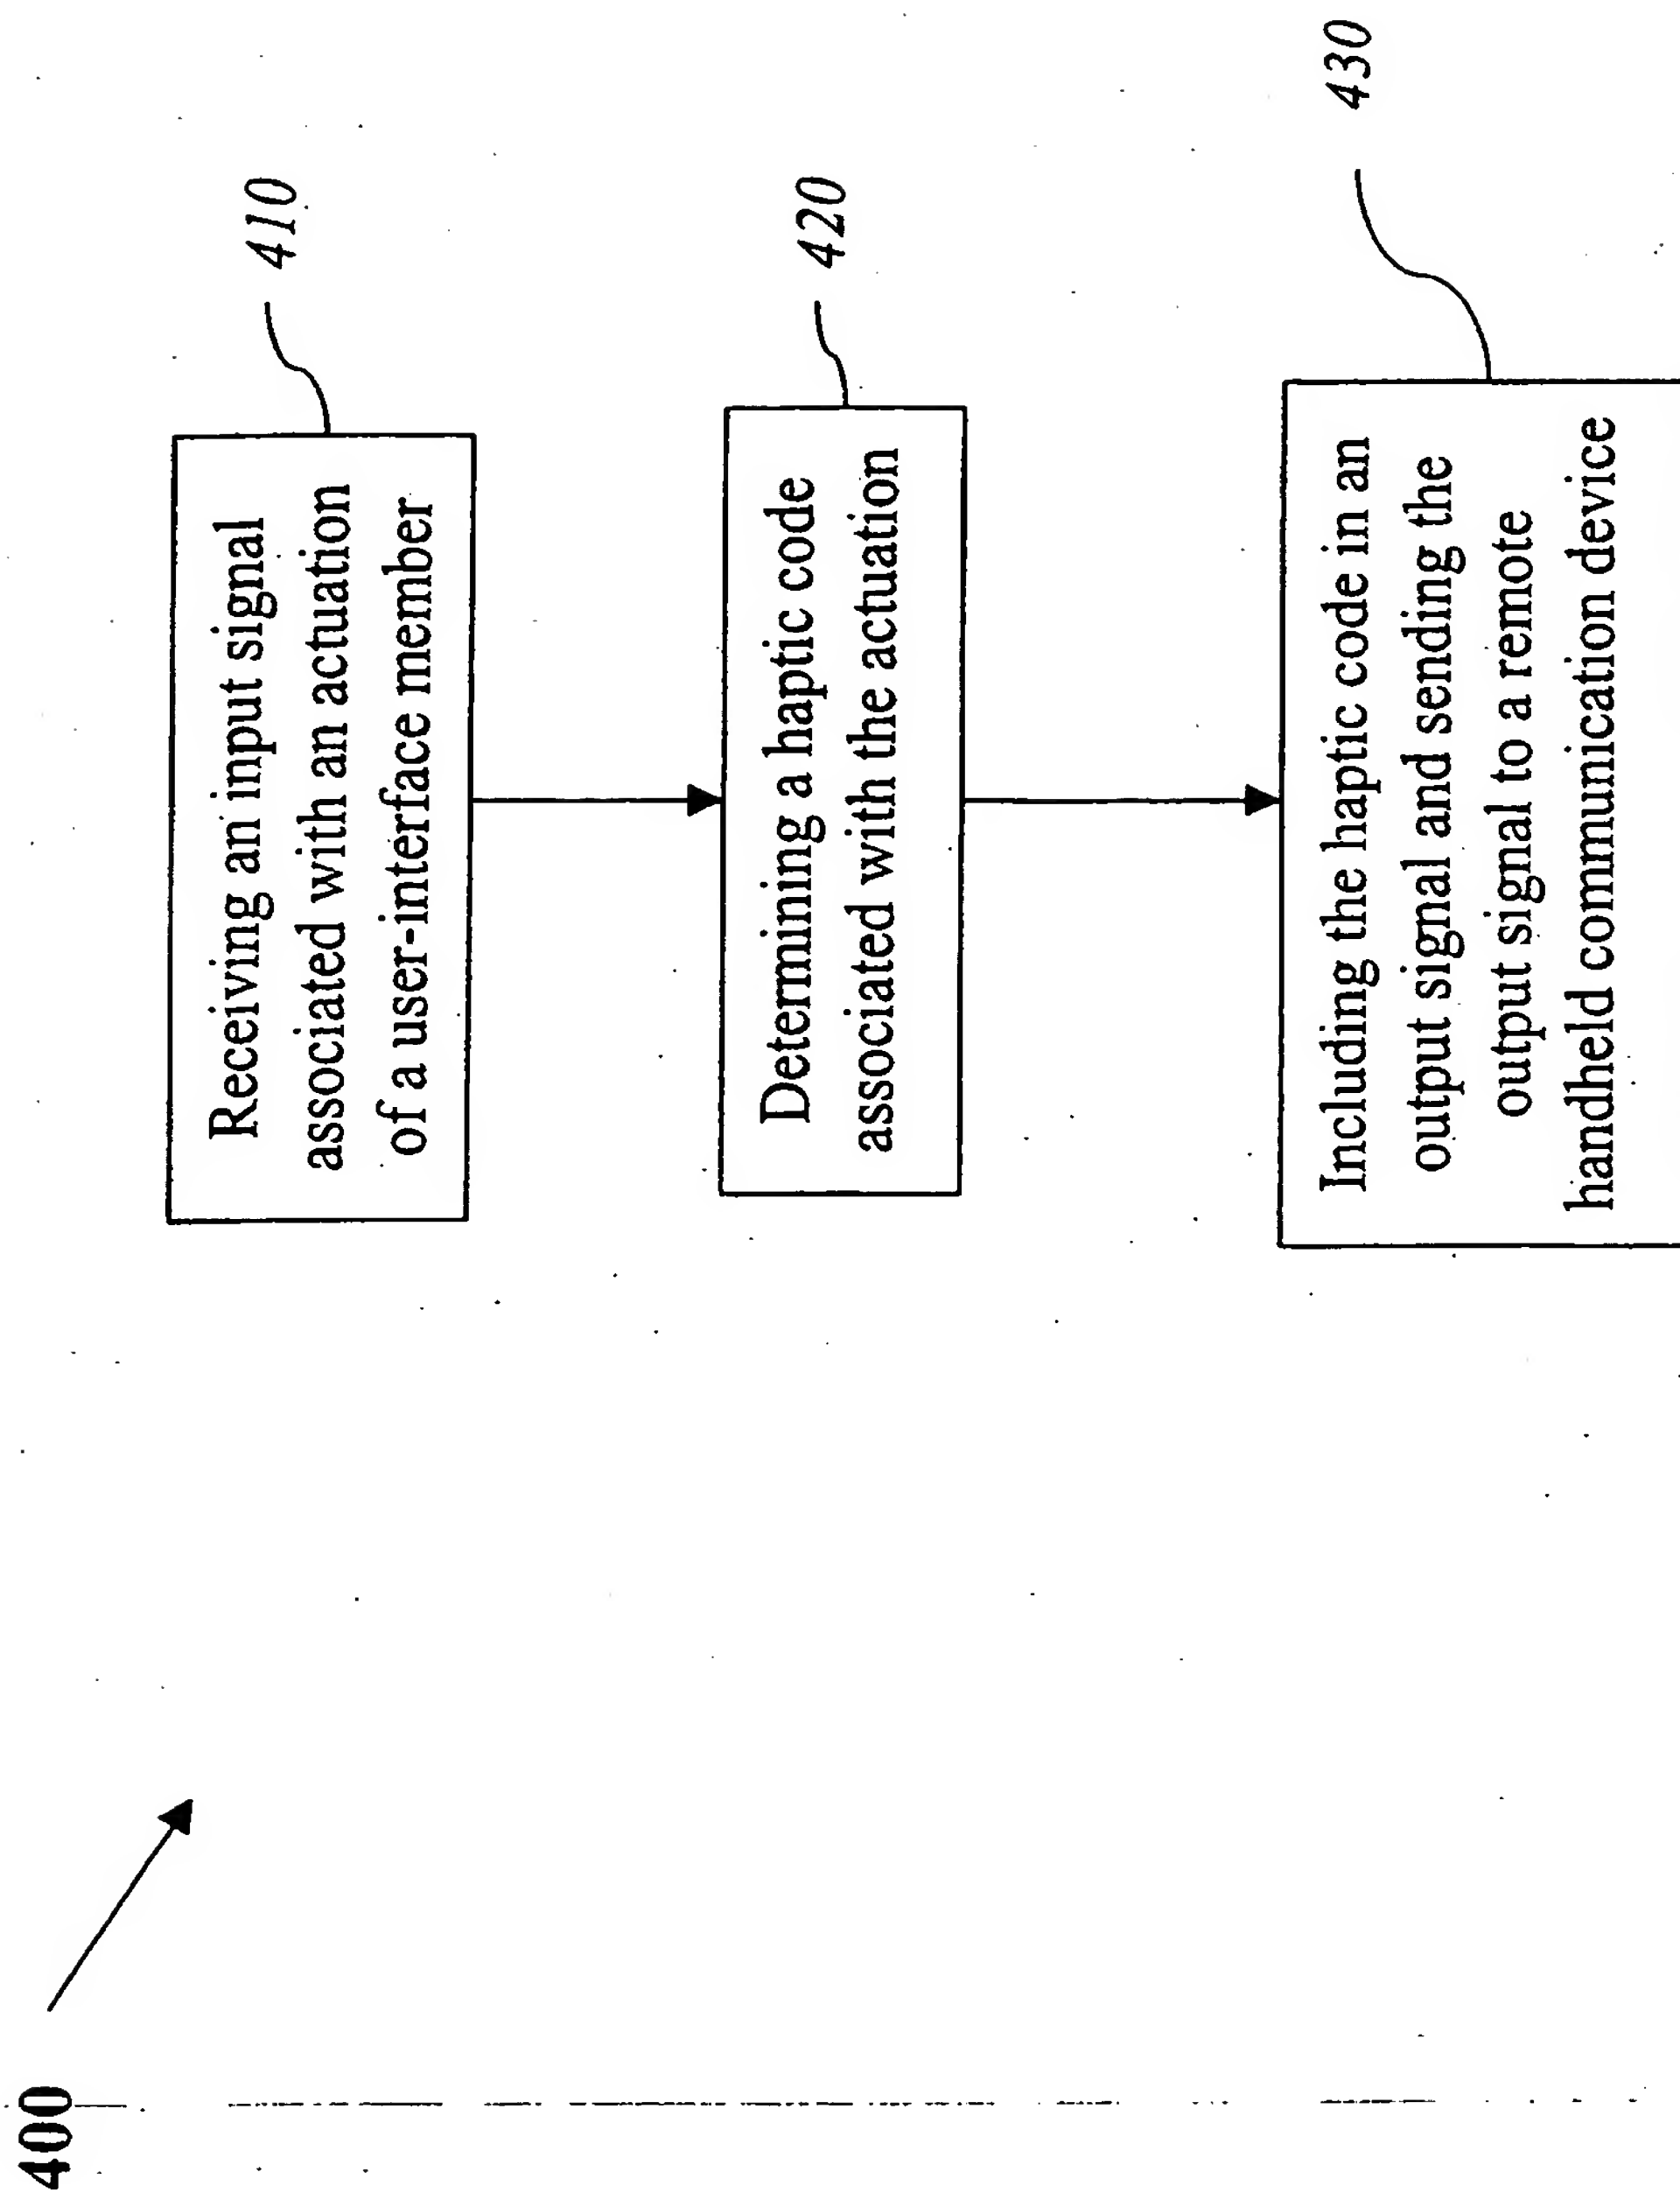 400
Receiving an input signal
associated with an actuation
of a user-interface member
410
Determining a haptic code
associated with the actuation
420
Including the haptic code in an
output signal and sending the
output signal to a remote
handheld communication device
430